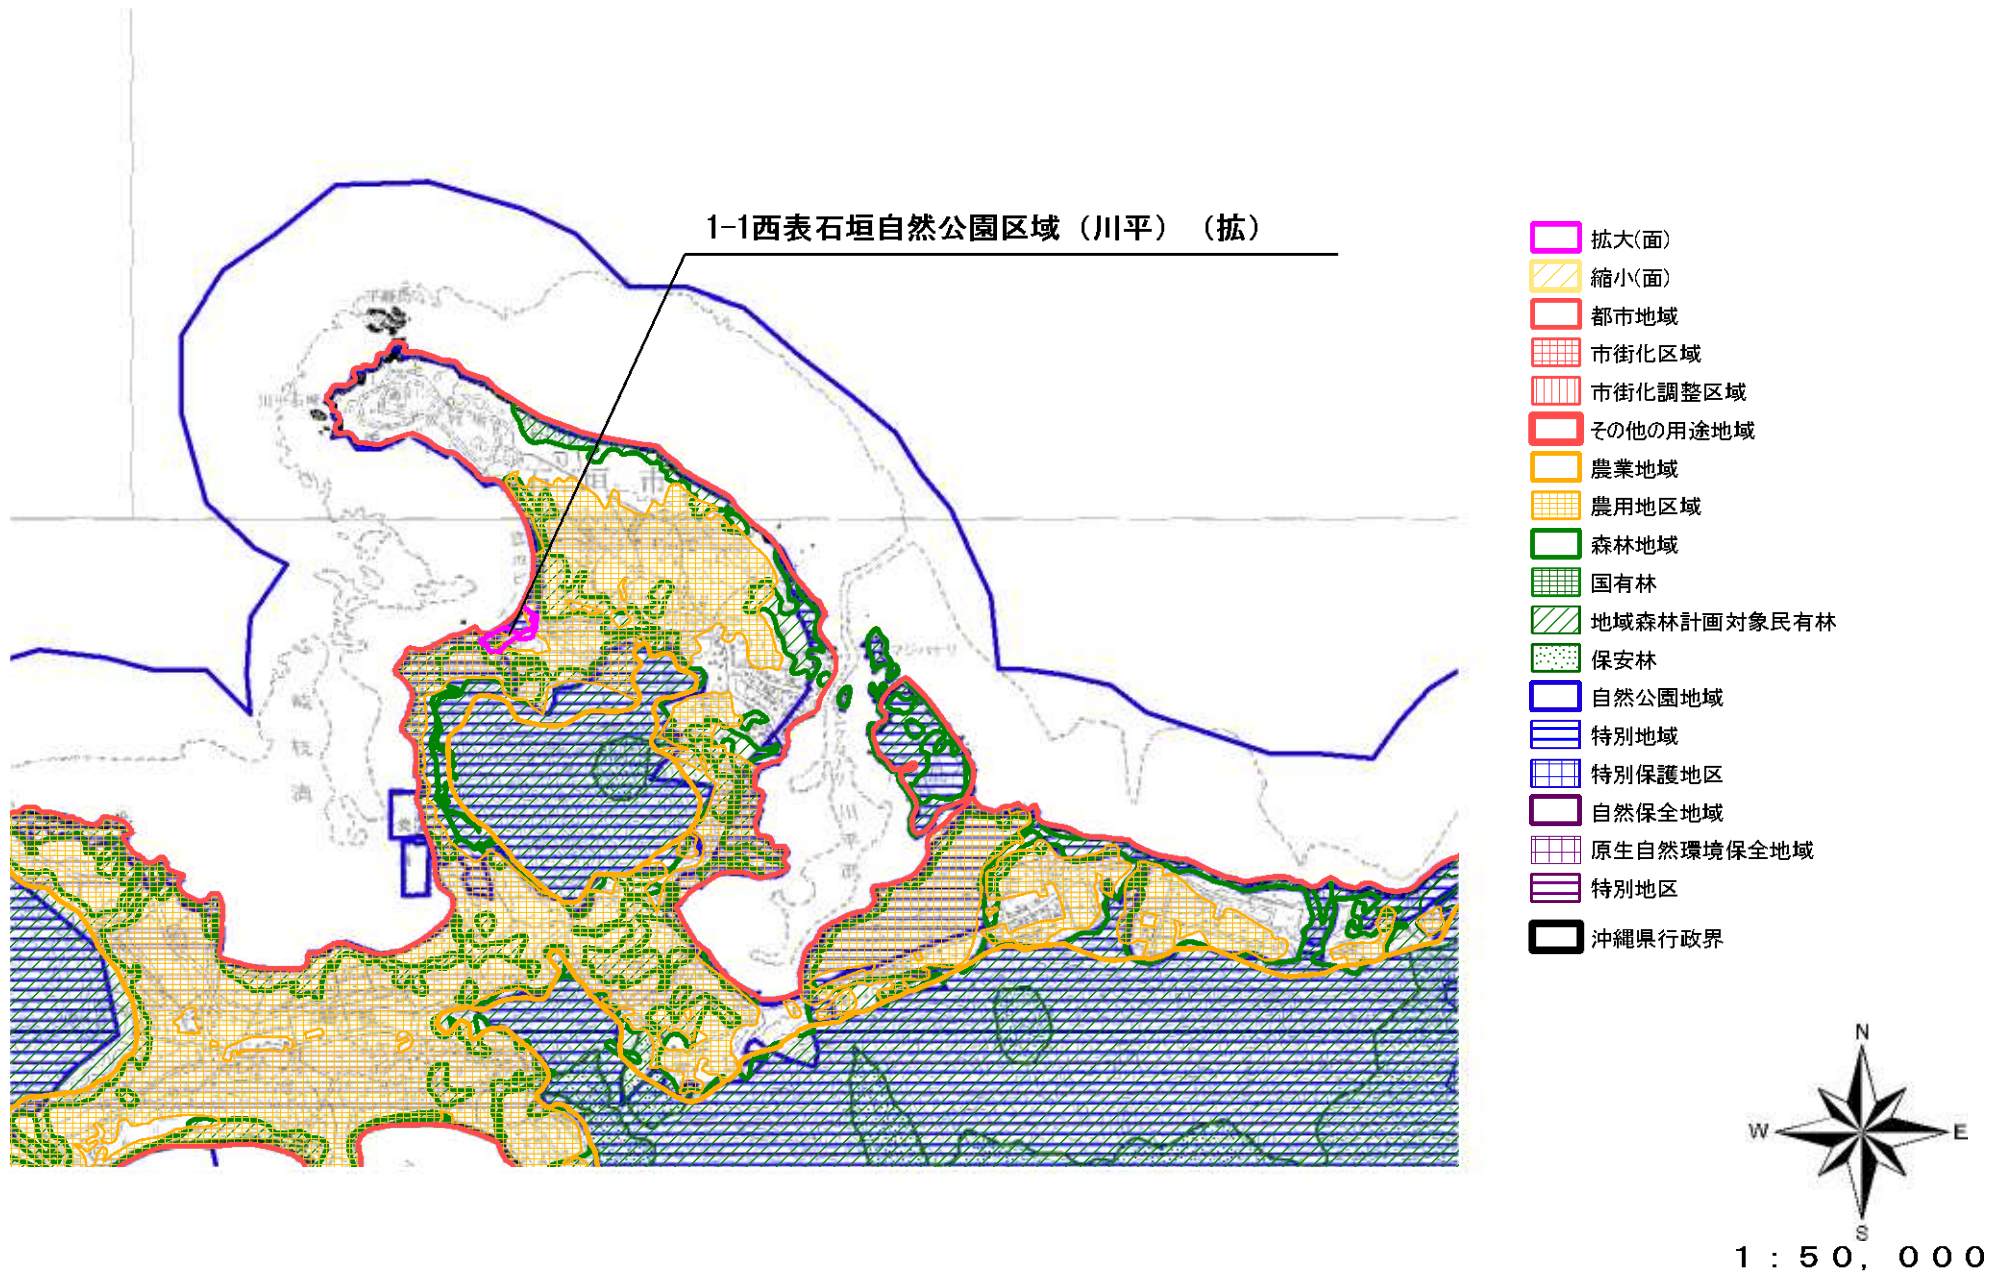 1-1西表石垣自然公園区域（川平）（拡）
拡大(面)
縮小(面)
都市地域
市街化区域
市街化調整区域
その他の用途地域
農業地域
農用地区域
森林地域
国有林
地域森林計画対象民有林
保安林
自然公園地域
特別地域
特別保護地区
自然保全地域
原生自然環境保全地域
特別地区
沖縄県行政界
垣 市
N
W
E
S
1：50，000